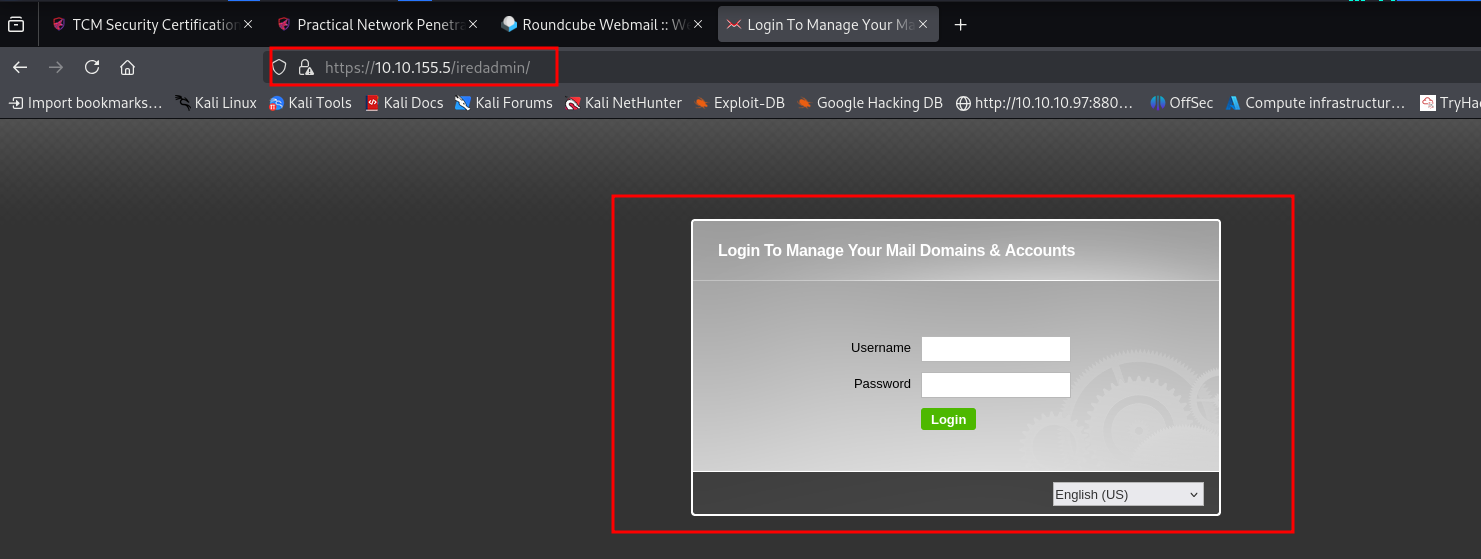 TCM Security Certification
Practical Network Penetra
Roundcube Webmail :: We
Login To Manage Your Ma
https://10.10.155.5/iredadmin/
Import bookmarks…
Kali Linux
Kali Tools
Kali Docs
Kali Forums
Kali NetHunter
Exploit-DB
Google Hacking DB
http://10.10.10.97:880…
OffSec
Compute infrastructur…
TryHac
Login To Manage Your Mail Domains & Accounts
Username
Password
Login
English (US)